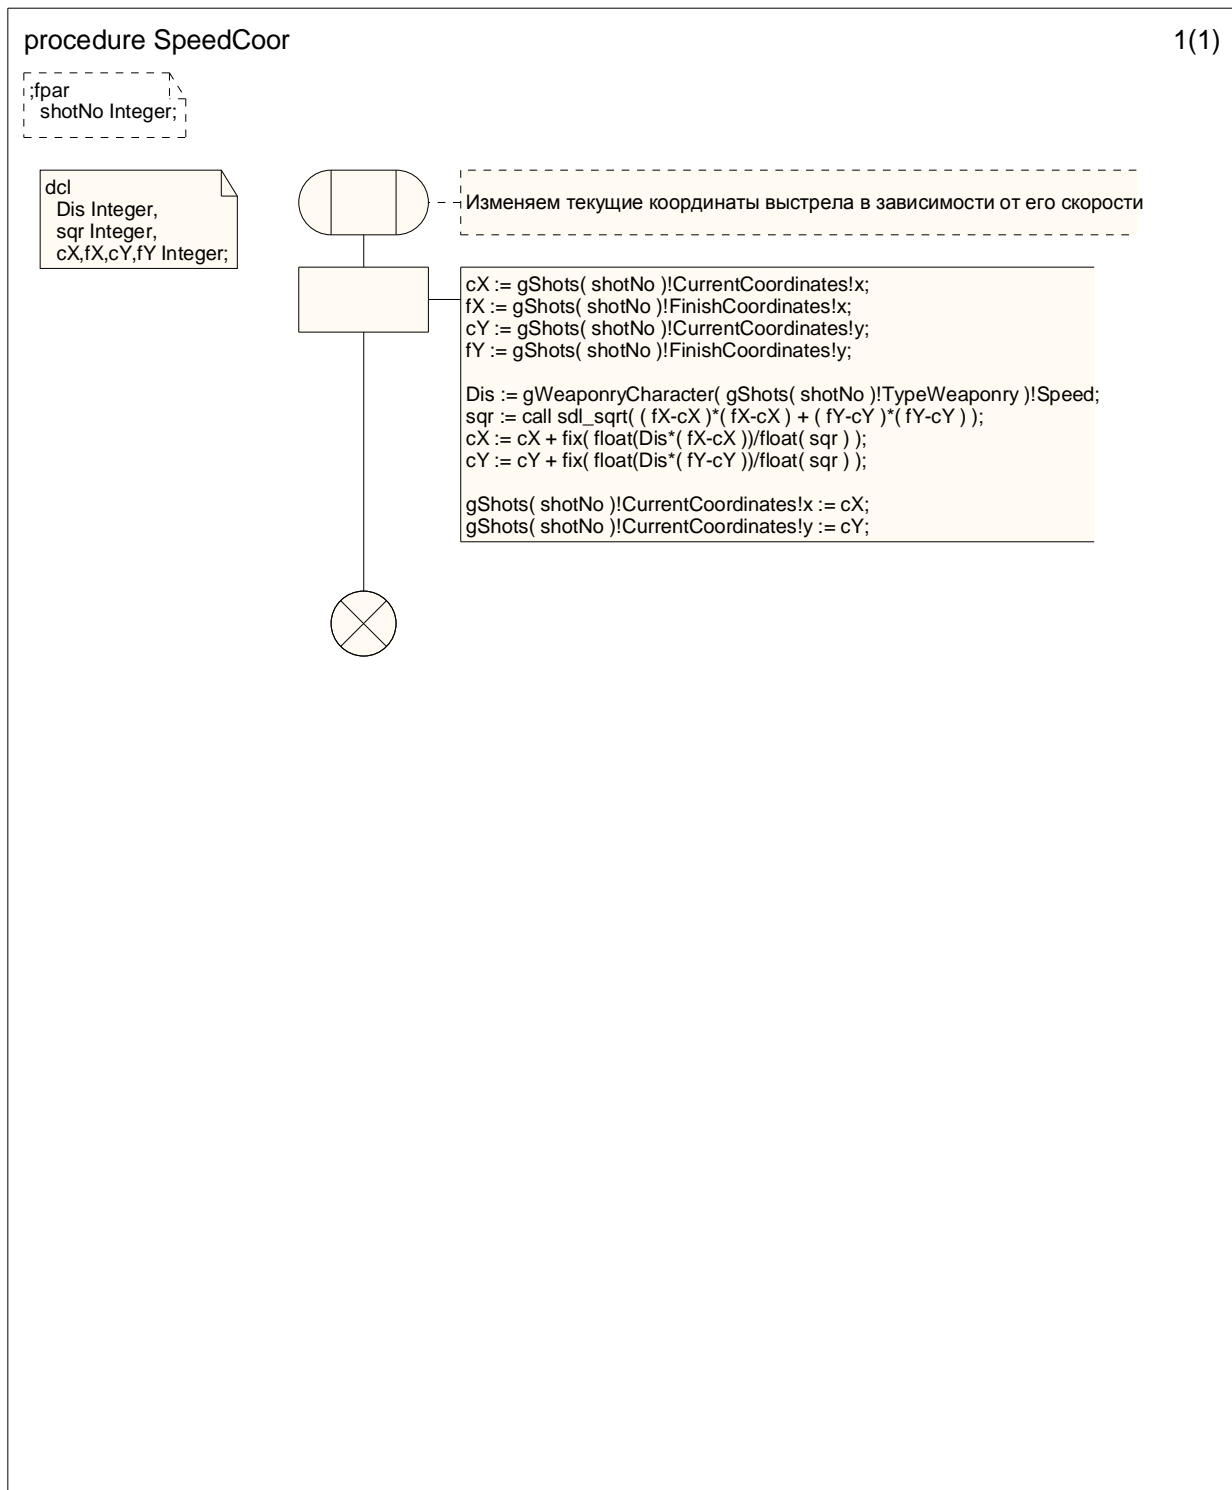 procedure SpeedCoor
1(1)
;fpar
shotNo Integer;
dcl
Dis Integer,
sqr Integer,
cX,fX,cY,fY Integer;
Изменяем текущие координаты выстрела в зависимости от его скорости
cX := gShots( shotNo )!CurrentCoordinates!x;
fX := gShots( shotNo )!FinishCoordinates!x;
cY := gShots( shotNo )!CurrentCoordinates!y;
fY := gShots( shotNo )!FinishCoordinates!y;
Dis := gWeaponryCharacter( gShots( shotNo )!TypeWeaponry )!Speed;
sqr := call sdl_sqrt( ( fX-cX )*( fX-cX ) + ( fY-cY )*( fY-cY ) );
cX := cX + fix( float(Dis*( fX-cX ))/float( sqr ) );
cY := cY + fix( float(Dis*( fY-cY ))/float( sqr ) );
gShots( shotNo )!CurrentCoordinates!x := cX;
gShots( shotNo )!CurrentCoordinates!y := cY;